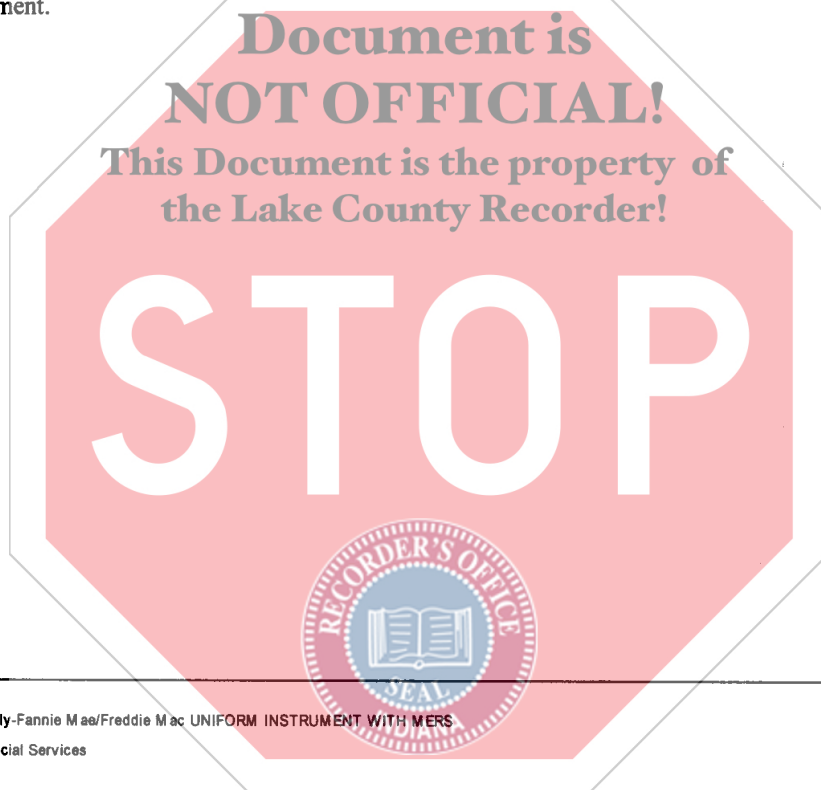 ment.
Document is
NOT OFFICIAL!
This Document is the property of
the Lake County Recorder!
STOP
RECORDER'S OFFICE
SEAL
INDIANA
ly-Fannie Mae/Freddie Mac UNIFORM INSTRUMENT WITH MERS
cial Services